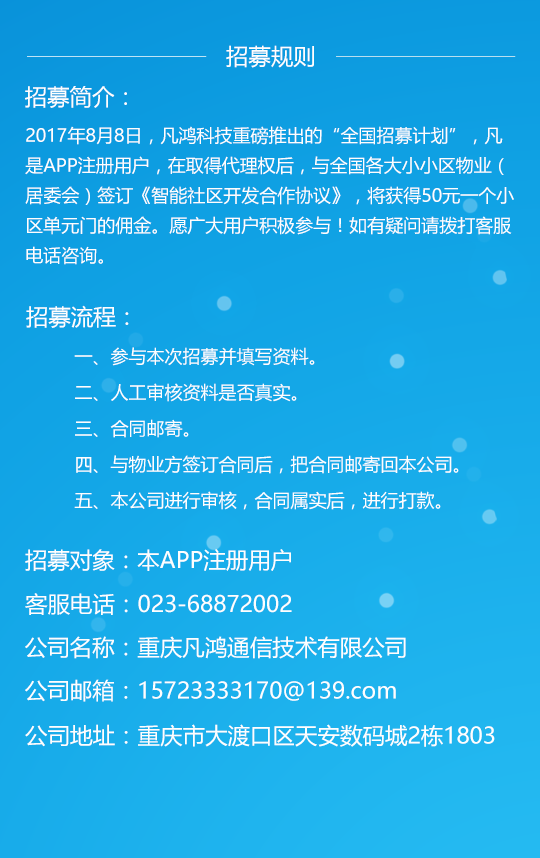 招募规则
招募简介：
2017年8月8日，凡鸿科技重磅推出的“全国招募计划”，凡
是APP注册用户，在取得代理权后，与全国各大小小区物业（
居委会）签订《智能社区开发合作协议》，将获得50元一个小
区单元门的佣金。愿广大用户积极参与！如有疑问请拨打客服
电话咨询。
招募流程：
一、参与本次招募并填写资料。
二、人工审核资料是否真实。
三、合同邮寄。
四、与物业方签订合同后，把合同邮寄回本公司。
五、本公司进行审核，合同属实后，进行打款。
招募对象：本APP注册用户
客服电话：023-68872002
公司名称：重庆凡鸿通信技术有限公司
公司邮箱：15723333170@139.com
公司地址：重庆市大渡口区天安数码城2栋1803